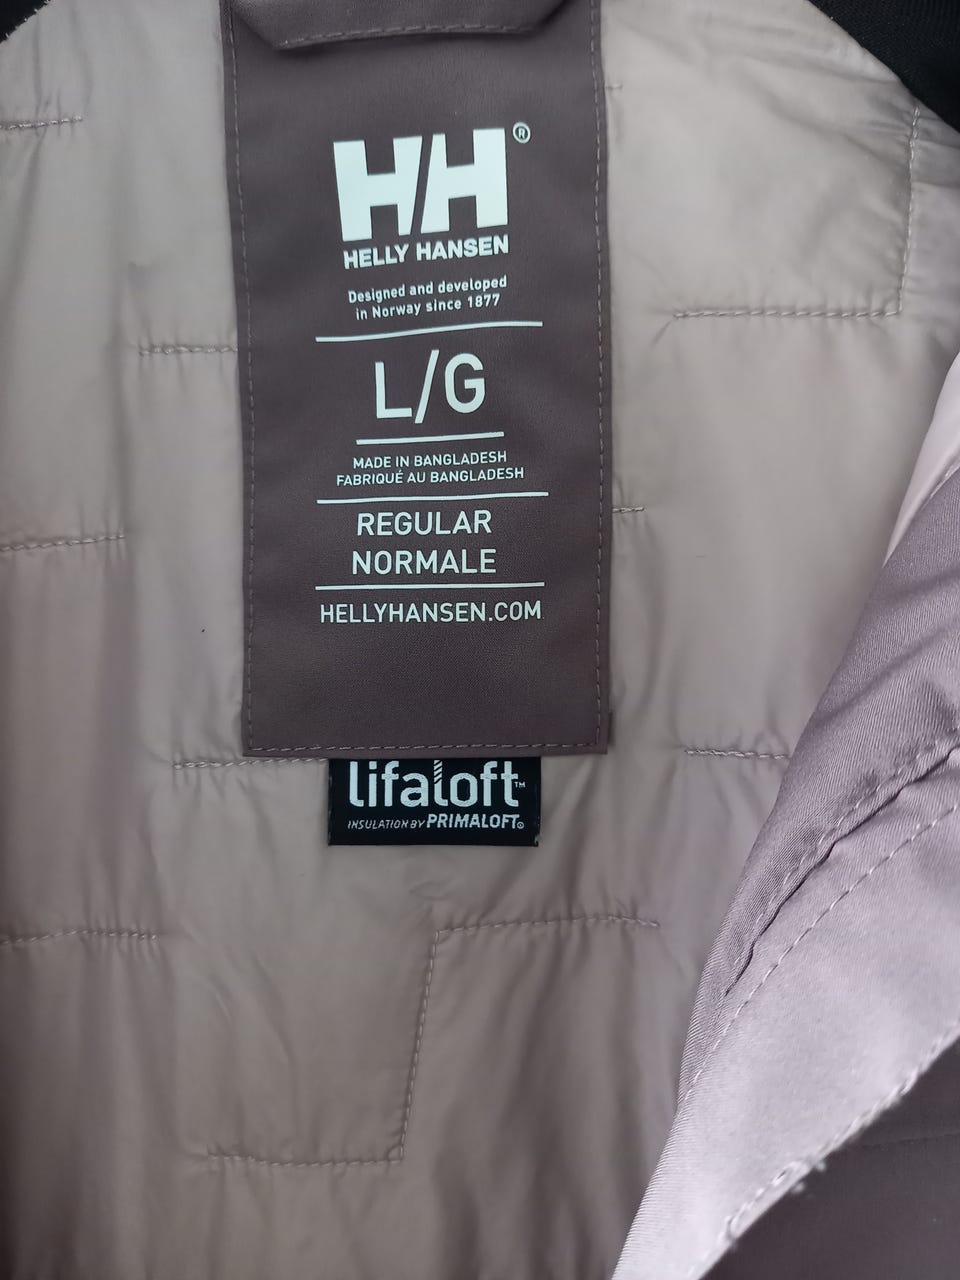 HH®
HELLY HANSEN
Designed and developed
in Norway since 1877
L/G
MADE IN BANGLADESH
FABRIQUÉ AU BANGLADESH
REGULAR
NORMALE
HELLYHANSEN.COM
lifaloft™
INSULATION BY PRIMALOFT®